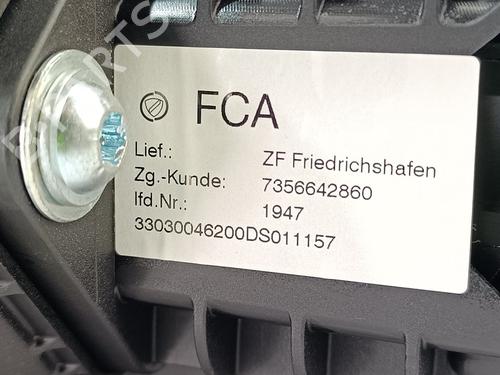 FCA
Lief.: ZF Friedrichshafen
Zg.-Kunde: 7356642860
lfd.Nr.: 1947
33030046200DS011157